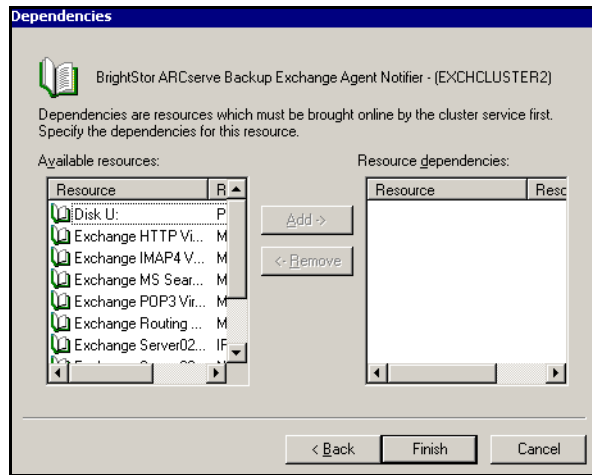 Dependencies
BrightStor ARCserve Backup Exchange Agent Notifier - (EXCHCLUSTER2)
Dependencies are resources which must be brought online by the cluster service first.
Specify the dependencies for this resource.
Available resources:
Resource R
Disk U: P
Exchange HTTP Vi... M
Exchange IMAP4 V... M
Exchange MS Sear... M
Exchange POP3 Vir... M
Exchange Routing ... M
Exchange Server02... IF
Add ->
<- Remove
Resource dependencies:
Resource Resc
< Back
Finish
Cancel